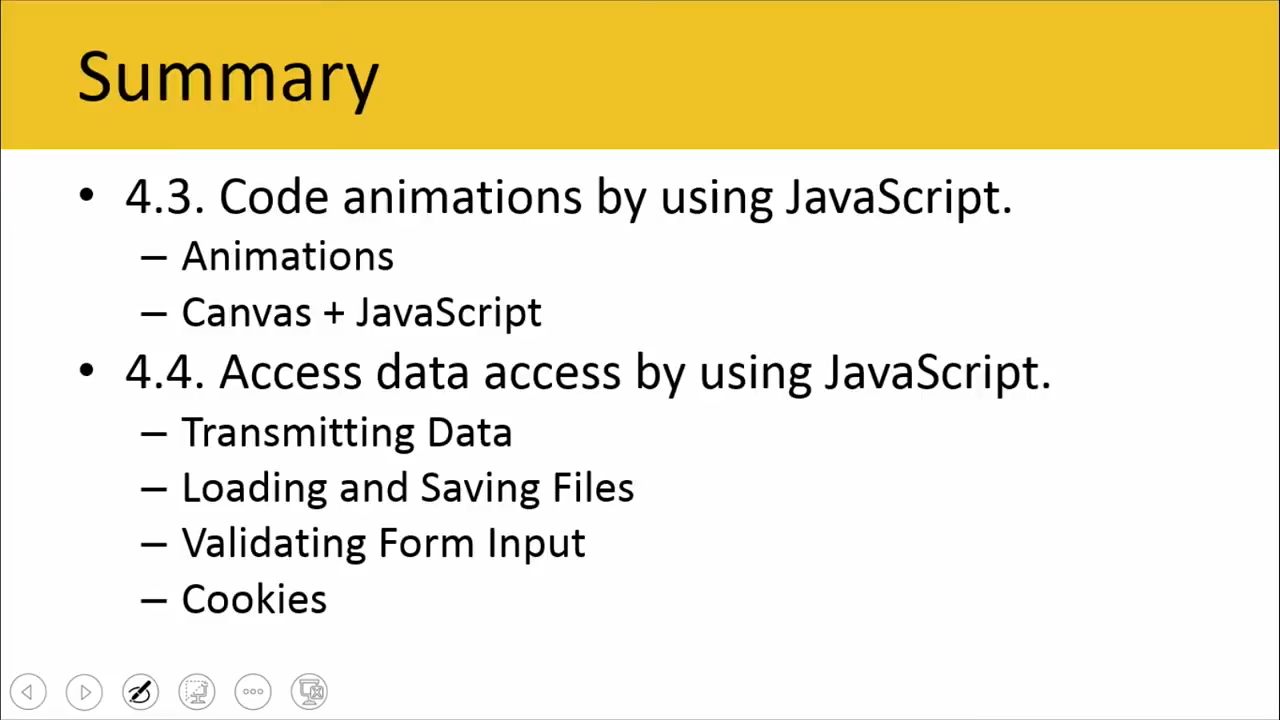 Summary
• 4.3. Code animations by using JavaScript.
– Animations
– Canvas + JavaScript
• 4.4. Access data access by using JavaScript.
– Transmitting Data
– Loading and Saving Files
– Validating Form Input
– Cookies